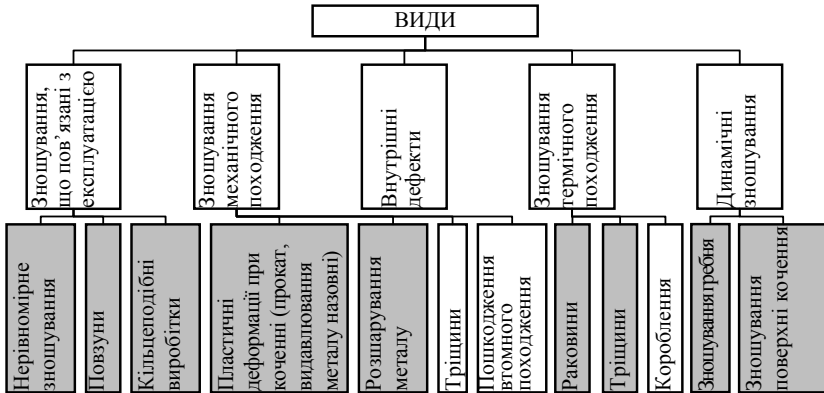 ВИДИ
Зношування,
що пов’язані з
експлуатацією
Зношування
механічного
походження
Внутрішні
дефекти
Зношування
термічного
походження
Динамічні
зношування
Нерівномірне
зношування
Повзуни
Кільцеподібні
виробітки
Пластичні
деформації при
коченні (прокат,
видавлювання
металу назовні)
Розшарування
металу
Тріщини
Пошкодження
втомного
походження
Раковини
Тріщини
Короблення
Зношування гребня
Зношування
поверхні кочення